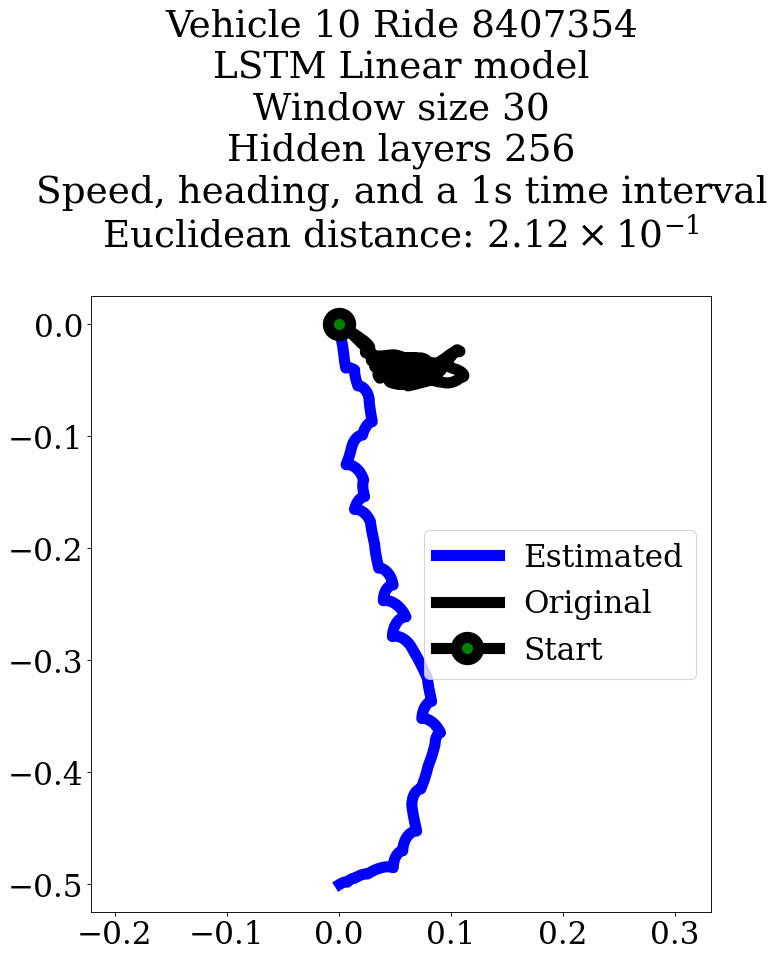 Vehicle 10 Ride 8407354
LSTM Linear model
Window size 30
Hidden layers 256
Speed, heading, and a 1s time interval
Euclidean distance: 2.12 × 10⁻¹
0.0
−0.1
−0.2
−0.3
−0.4
−0.5
Estimated
Original
Start
−0.2 −0.1 0.0 0.1 0.2 0.3